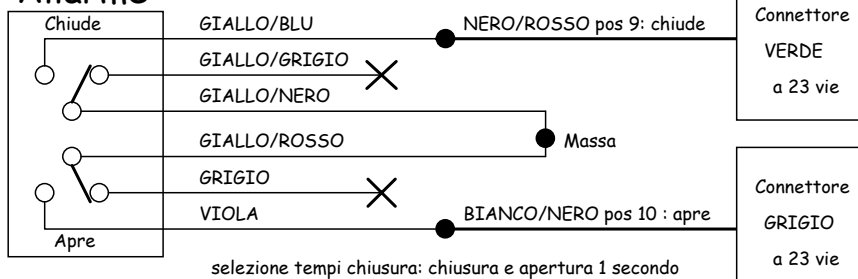 Chiude
GIALLO/BLU
NERO/ROSSO pos 9: chiude
Connettore
VERDE
a 23 vie
GIALLO/GRIGIO
GIALLO/NERO
GIALLO/ROSSO
Massa
GRIGIO
VIOLA
BIANCO/NERO pos 10 : apre
Connettore
GRIGIO
a 23 vie
Apre
selezione tempi chiusura: chiusura e apertura 1 secondo